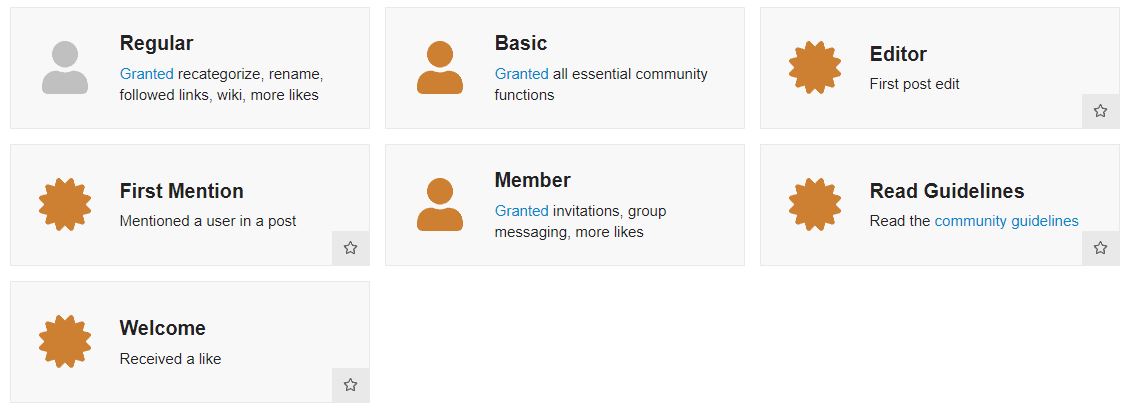 Regular
Granted recategorize, rename,
followed links, wiki, more likes
Basic
Granted all essential community
functions
Editor
First post edit
First Mention
Mentioned a user in a post
Member
Granted invitations, group
messaging, more likes
Read Guidelines
Read the community guidelines
Welcome
Received a like